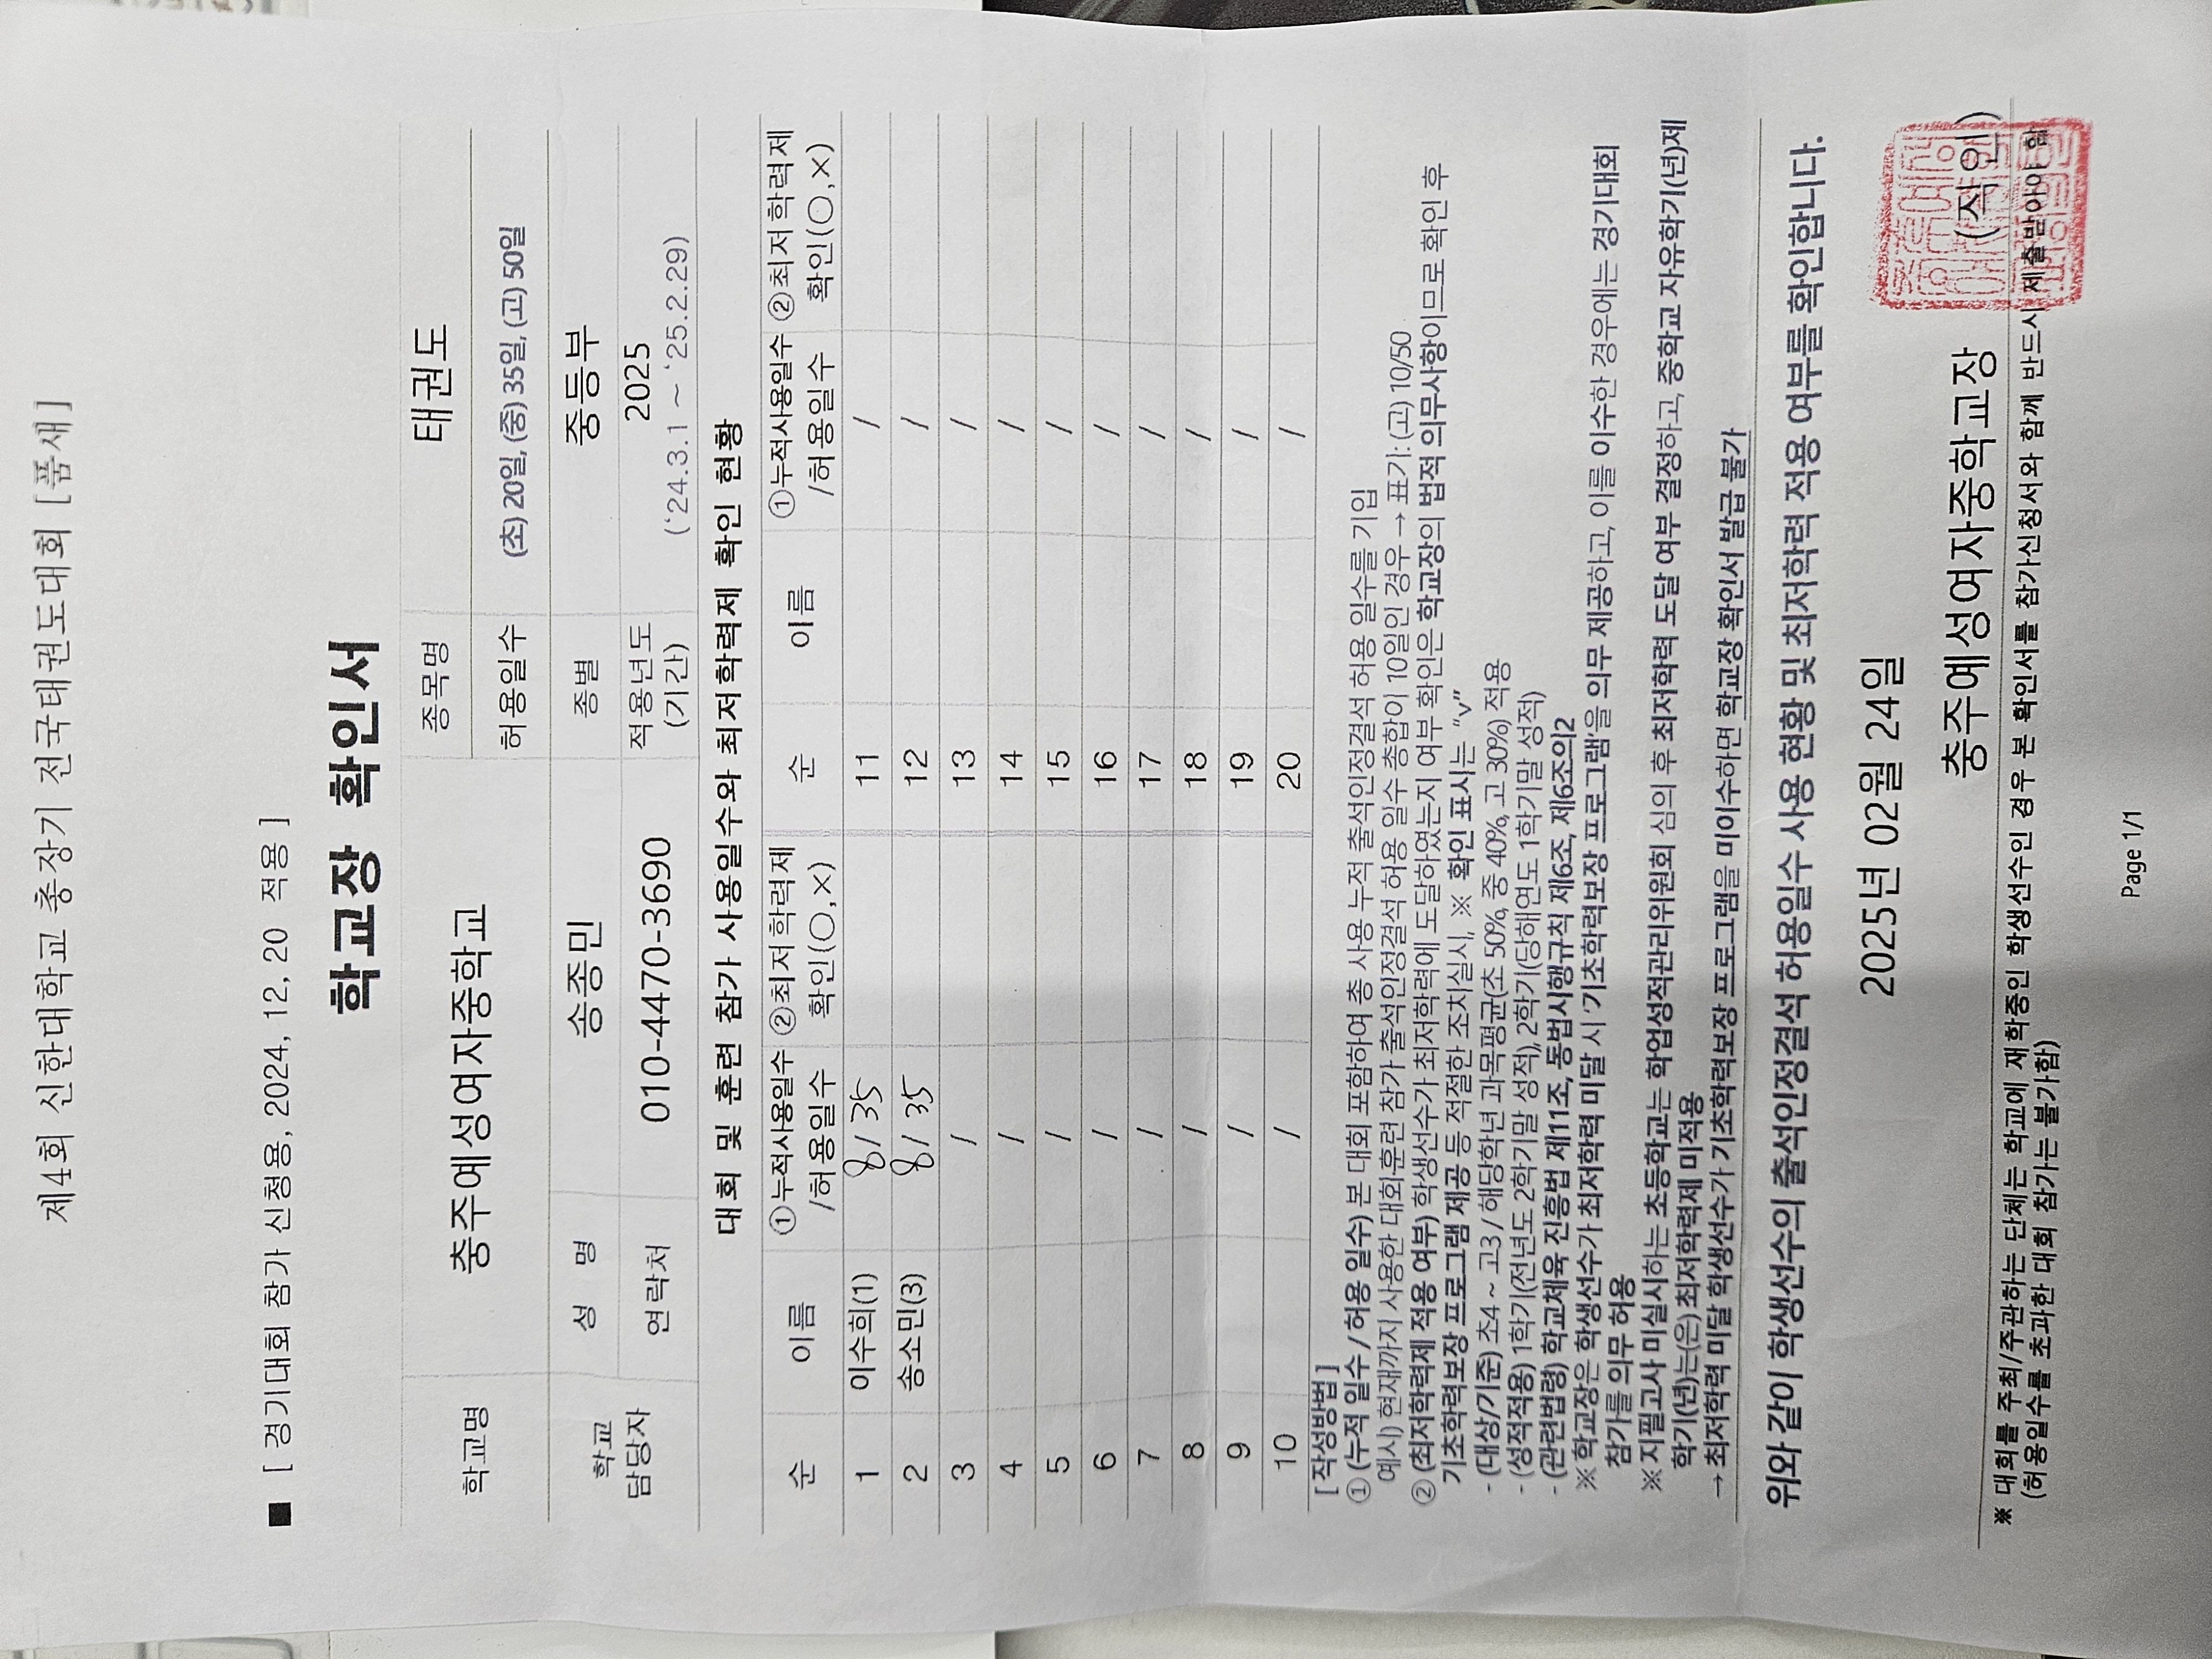 제4회 신한대학교 총장기 전국태권도대회 [품새]
■ [ 경기대회 참가 신청용, 2024, 12, 20 적용 ]
학교장 확인서
학교명 충주예성여자중학교 종목명 태권도
허용일수 (초) 20일, (중) 35일, (고) 50일
학교 담당자 성 명 송종민 종별 중등부
연락처 010-4470-3690 적용년도 (기간) 2025 ('24.3.1 ~ '25.2.29)
대회 및 훈련 참가 사용일수와 최저학력제 확인 현황
순 이름 ①누적사용일수 /허용일수 ②최저학력제 확인(○,×) 순 이름 ①누적사용일수 /허용일수 ②최저학력제 확인(○,×)
1 이수희(1) 8/35 11 /
2 송소민(3) 8/35 12 /
3 / 13 /
4 / 14 /
5 / 15 /
6 / 16 /
7 / 17 /
8 / 18 /
9 / 19 /
10 / 20 /
[ 작성방법 ]
① (누적 일수 / 허용 일수) 본 대회 포함하여 총 사용 누적 출석인정결석 허용 일수를 기입
예시) 현재까지 사용한 대회훈련 참가 출석인정결석 허용 일수 총합이 10일인 경우 → 표기: (고) 10/50
② (최저학력제 적용 여부) 학생선수가 최저학력에 도달하였는지 여부 확인은 학교장의 법적 의무사항이므로 확인 후
기초학력보장 프로그램 제공 등 적절한 조치실시, ※ 확인 표시는 "v"
- (대상/기준) 초4 ~ 고3 / 해당학년 과목평균(초 50%, 중 40%, 고 30%) 적용
- (성적적용) 1학기(전년도 2학기말 성적), 2학기(당해연도 1학기말 성적)
- (관련법령) 학교체육 진흥법 제11조, 동법시행규칙 제6조, 제6조의2
※ 학교장은 학생선수가 최저학력 미달 시 '기초학력보장 프로그램'을 의무 제공하고, 이를 이수한 경우에는 경기대회
참가를 의무 허용
※ 지필고사 미실시하는 초등학교는 학업성적관리위원회 심의 후 최저학력 도달 여부 결정하고, 중학교 자유학기(년)제
학기(년)는(은) 최저학력제 미적용
→ 최저학력 미달 학생선수가 기초학력보장 프로그램을 미이수하면 학교장 확인서 발급 불가
위와 같이 학생선수의 출석인정결석 허용일수 사용 현황 및 최저학력 적용 여부를 확인합니다.
2025년 02월 24일
충주예성여자중학교장 (직인)
※ 대회를 주최/주관하는 단체는 학교에 재학중인 학생선수인 경우 본 확인서를 참가신청서와 함께 반드시 제출받아야 함
(허용일수를 초과한 대회 참가는 불가함)
Page 1/1